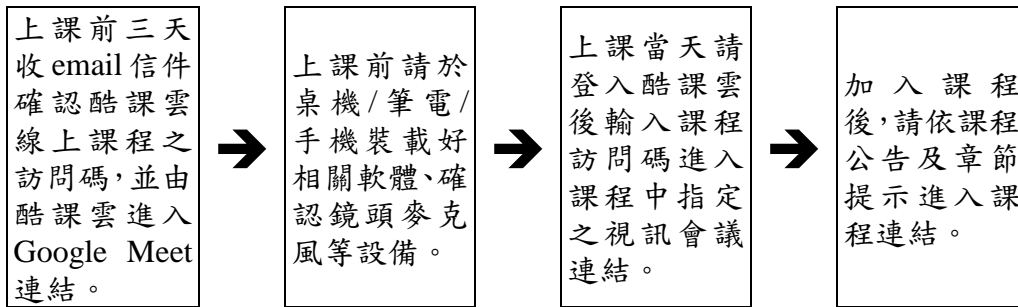 上課前三天
收 email 信件
確認酷課雲
線上課程之
訪問碼，並由
酷課雲進入
Google Meet
連結。
上課前請於
桌機/筆電/
手機裝載好
相關軟體、確
認鏡頭麥克
風等設備。
上課當天請
登入酷課雲
後輸入課程
訪問碼進入
課程中指定
之視訊會議
連結。
加入課程
後，請依課程
公告及章節
提示進入課
程連結。